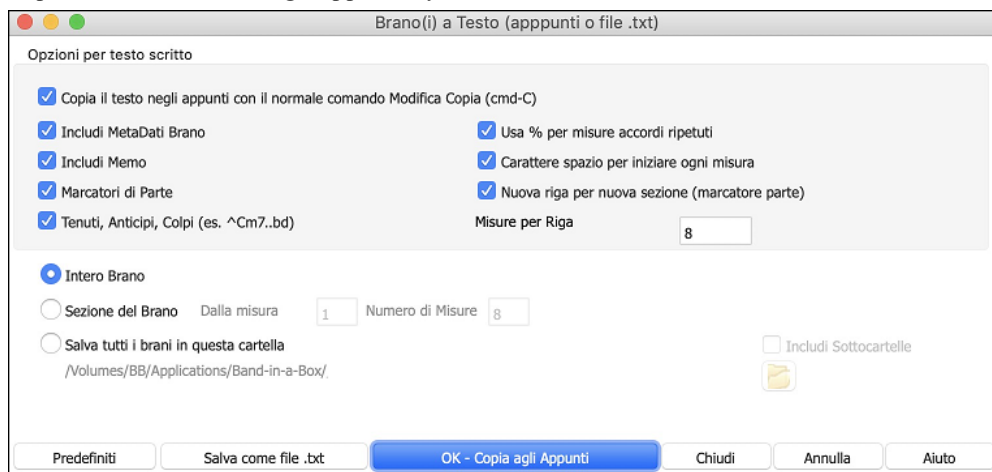 Brano(i) a Testo (apppunti o file .txt)
Opzioni per testo scritto
Copia il testo negli appunti con il normale comando Modifica Copia (cmd-C)
Includi MetaDati Brano
Usa % per misure accordi ripetuti
Includi Memo
Carattere spazio per iniziare ogni misura
Marcatori di Parte
Nuova riga per nuova sezione (marcatore parte)
Tenuti, Anticipi, Colpi (es. ^Cm7..bd)
Misure per Riga 8
Intero Brano
Sezione del Brano Dalla misura 1 Numero di Misure 8
Salva tutti i brani in questa cartella
Includi Sottocartelle
/Volumes/BB/Applications/Band-in-a-Box/
Predefiniti Salva come file .txt OK - Copia agli Appunti Chiudi Annulla Aiuto